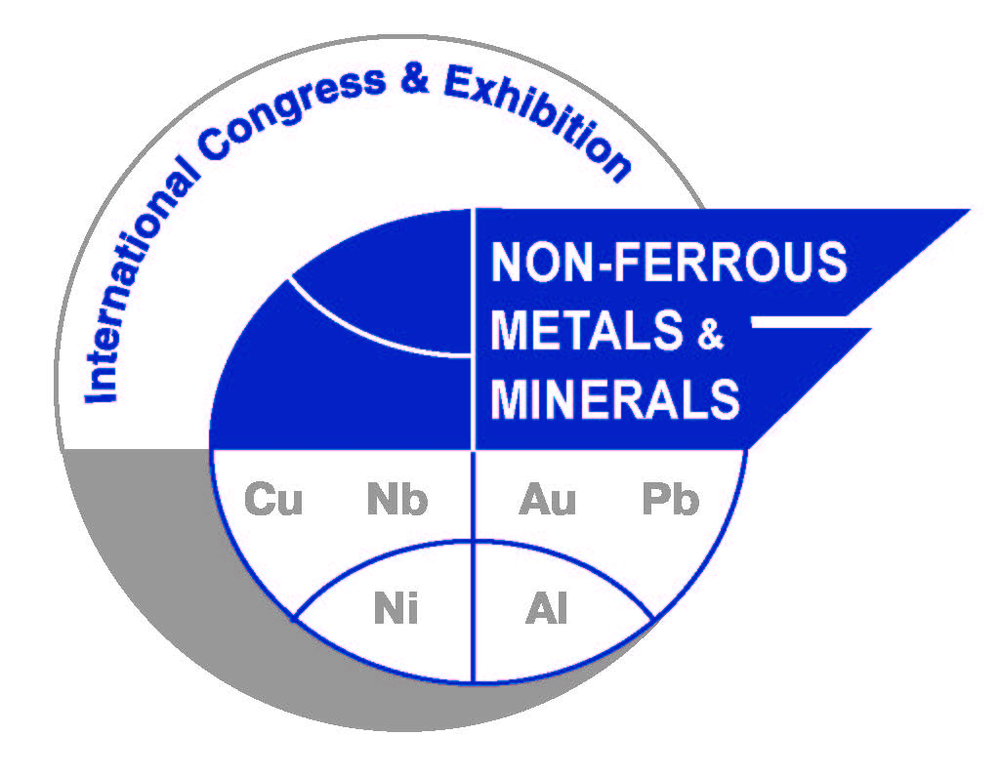 International Congress & Exhibition
NON-FERROUS
METALS &
MINERALS
Cu Nb Au Pb
Ni Al